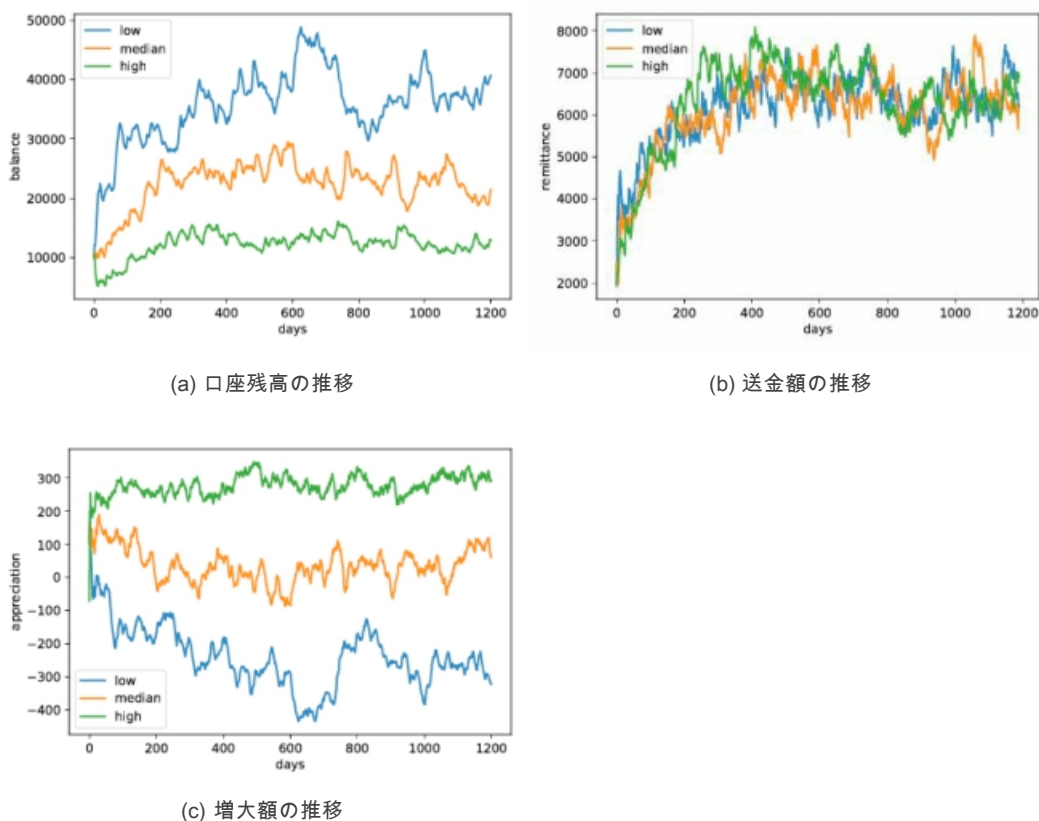 50000
40000
30000
20000
10000
balance
low
median
high
0 200 400 600 800 1000 1200
days
(a) 口座残高の推移
8000
7000
6000
5000
4000
3000
2000
remittance
low
median
high
0 200 400 600 800 1000 1200
days
(b) 送金額の推移
300
200
100
0
−100
−200
−300
−400
appreciation
low
median
high
0 200 400 600 800 1000 1200
days
(c) 増大額の推移